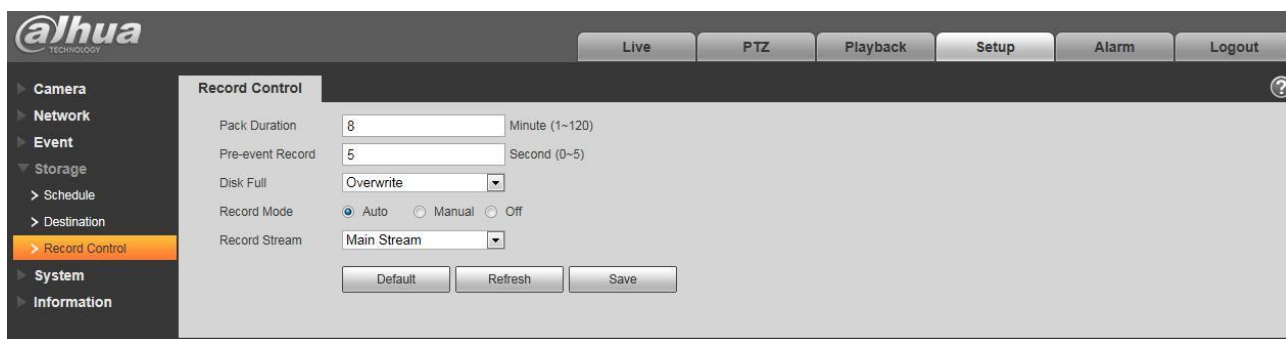 alhua
TECHNOLOGY
Live PTZ Playback Setup Alarm Logout
Camera
Network
Event
Storage
> Schedule
> Destination
> Record Control
System
Information
Record Control
?
Pack Duration 8 Minute (1~120)
Pre-event Record 5 Second (0~5)
Disk Full Overwrite
Record Mode Auto Manual Off
Record Stream Main Stream
Default Refresh Save